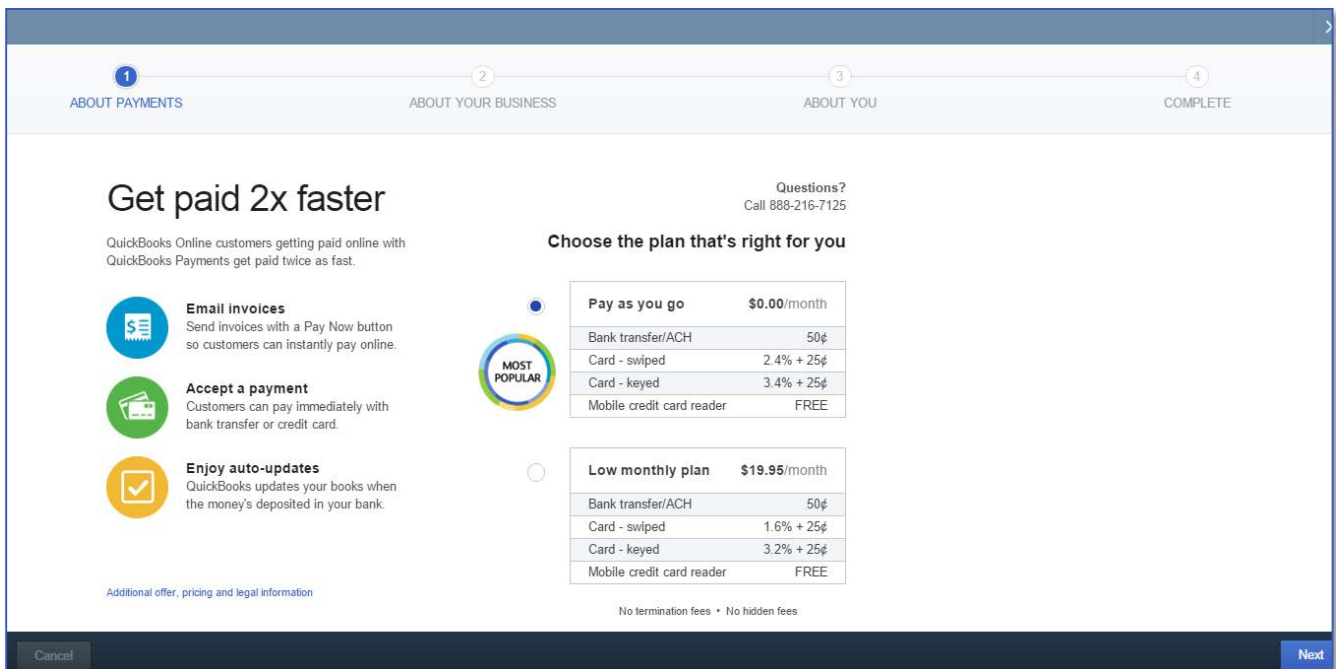 1
2
3
4
ABOUT PAYMENTS
ABOUT YOUR BUSINESS
ABOUT YOU
COMPLETE
Get paid 2x faster
QuickBooks Online customers getting paid online with
QuickBooks Payments get paid twice as fast.
Email invoices
Send invoices with a Pay Now button
so customers can instantly pay online.
Accept a payment
Customers can pay immediately with
bank transfer or credit card.
Enjoy auto-updates
QuickBooks updates your books when
the money's deposited in your bank.
Additional offer, pricing and legal information
Questions?
Call 888-216-7125
Choose the plan that's right for you
MOST
POPULAR
Pay as you go $0.00/month
Bank transfer/ACH 50¢
Card - swiped 2.4% + 25¢
Card - keyed 3.4% + 25¢
Mobile credit card reader FREE
Low monthly plan $19.95/month
Bank transfer/ACH 50¢
Card - swiped 1.6% + 25¢
Card - keyed 3.2% + 25¢
Mobile credit card reader FREE
No termination fees • No hidden fees
Cancel
Next